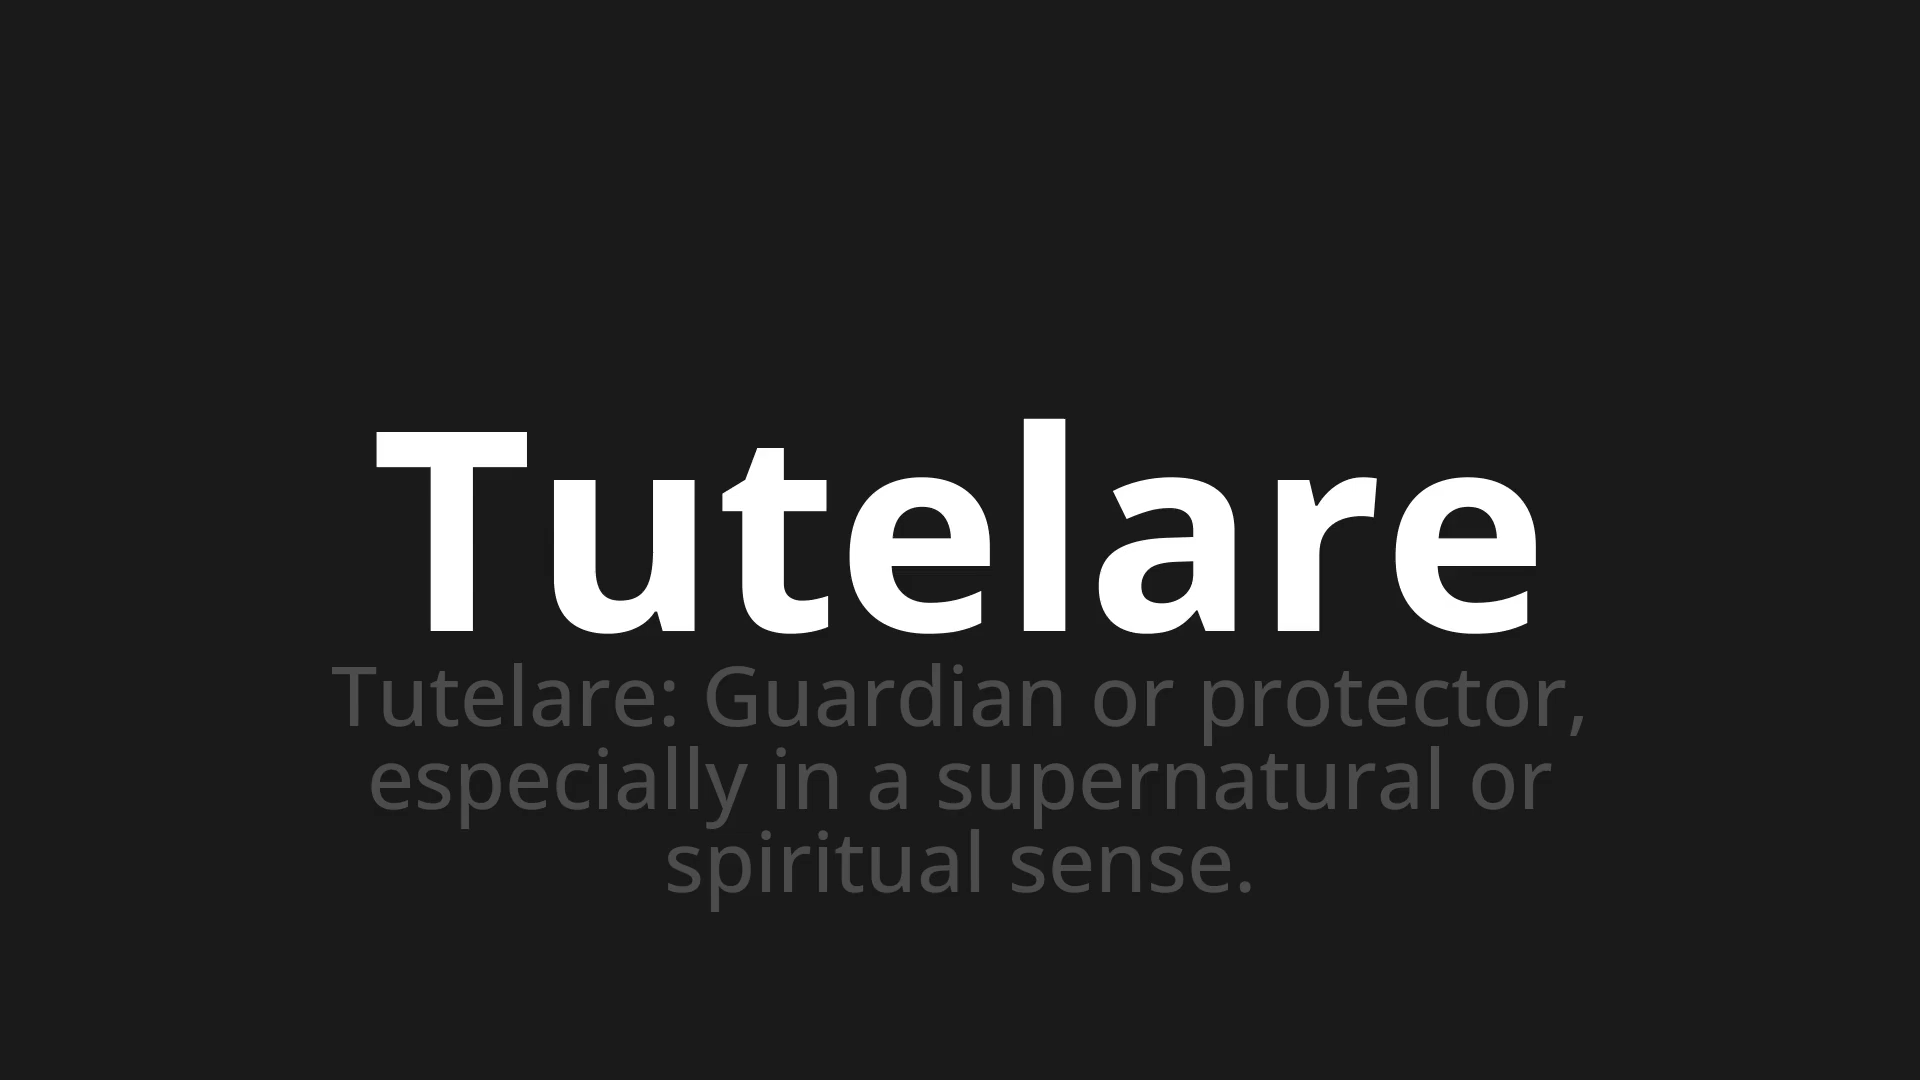 Tutelare
Tutelare: Guardian or protector,
especially in a supernatural or
spiritual sense.